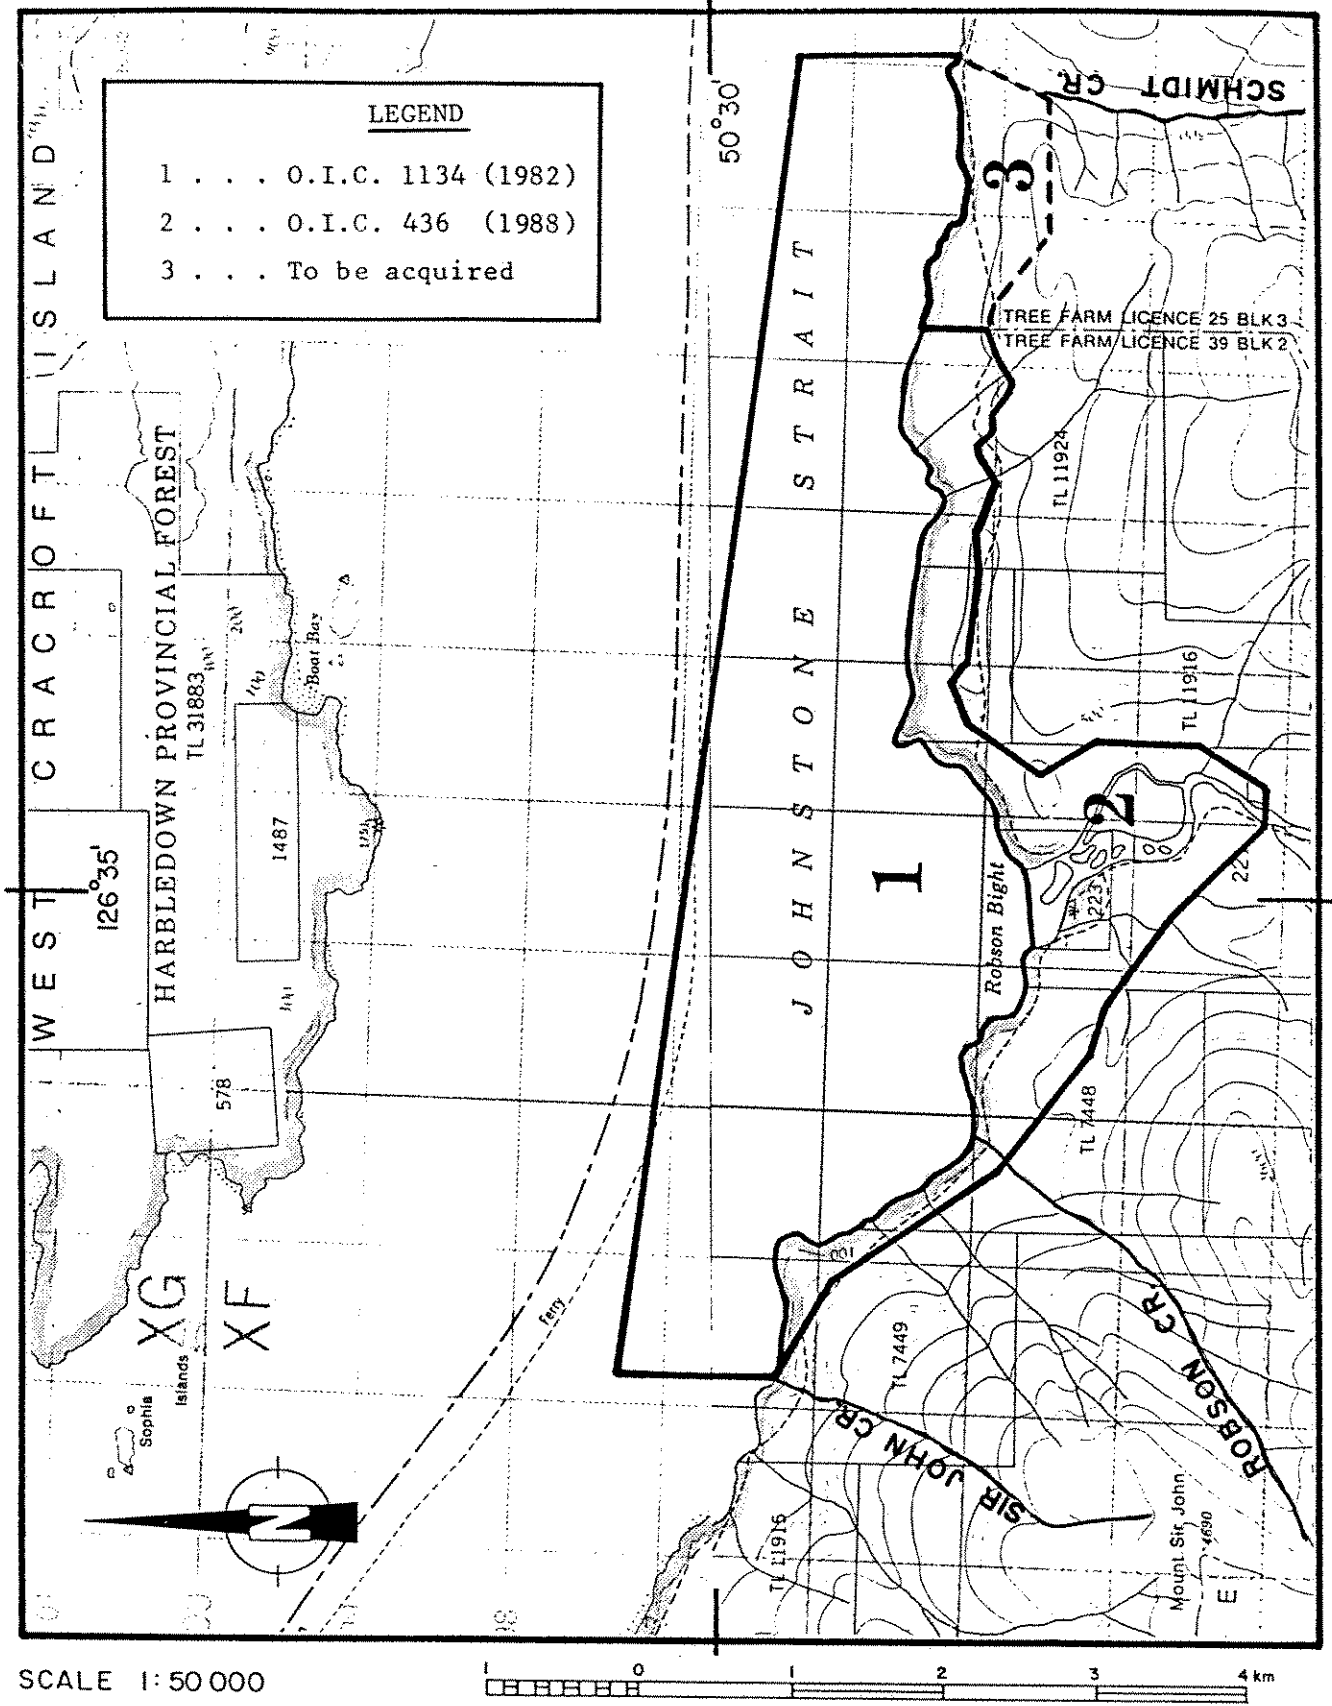 LEGEND
1 . . . O.I.C. 1134 (1982)
2 . . . O.I.C. 436 (1988)
3 . . . To be acquired
WEST CRACROFT ISLAND
126°35'
HARBLEDOWN PROVINCIAL FOREST
TL 31883
200
100
Boat Bay
1487
100
578
XG
XF
Sophia
Islands
N
Ferry
50°30'
JOHNSTONE STRAIT
1
Robson Bight
2
3
SCHMIDT CR.
TREE FARM LICENCE 25 BLK 3
TREE FARM LICENCE 39 BLK 2
TL 11924
TL 11916
223
221
TL 7448
TL 7449
SIR JOHN CR.
ROBSON CR.
TL 11916
Mount Sir John
4690
E
SCALE 1:50 000
1 0 1 2 3 4 km